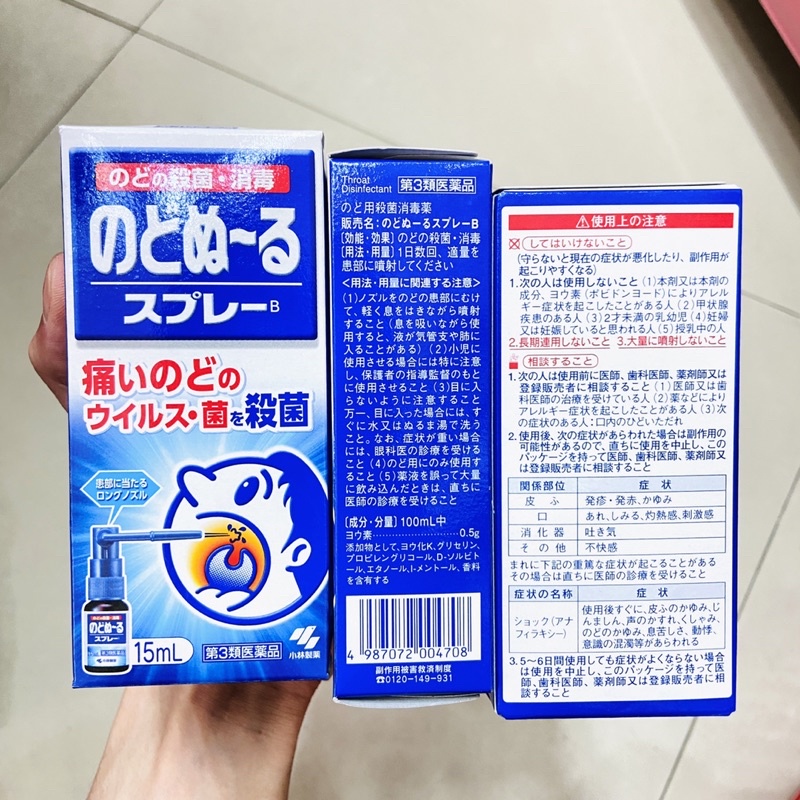 のどの殺菌・消毒
のどぬ~る
スプレーB
痛いのどの
ウイルス・菌を殺菌
患部に当たる
ロングノズル
のどの殺菌・消毒
のどぬ~る
スプレー
15mL
第3類医薬品
小林製薬
Throat
Disinfectant
第3類医薬品
のど用殺菌消毒薬
販売名:のどぬーるスプレーB
[効能・効果]のどの殺菌・消毒
[用法・用量]1日数回、適量を
患部に噴射してください
<用法・用量に関連する注意>
(1)ノズルをのどの患部にむけ
て、軽く息をはきながら噴射
すること(息を吸いながら使用
すると、液が気管支や肺に
入ることがある)(2)小児に
使用させる場合には特に注意
し、保護者の指導監督のもと
に使用させること(3)目に入
らないように注意すること
万一、目に入った場合には、す
ぐに水又はぬるま湯で洗う
こと。なお、症状が重い場合
には、眼科医の診療を受ける
こと(4)のど用にのみ使用す
ること(5)薬液を誤って大量
に飲み込んだときは、直ちに
医師の診療を受けること
[成分・分量]100mL中
ヨウ素……0.5g
添加物として、ヨウ化K、グリセリン、
プロピレングリコール、D-ソルビト
ール、エタノール、l-メントール、香料
を含有する
4 987072 004708
副作用被害救済制度
☎0120-149-931
⚠使用上の注意
してはいけないこと
(守らないと現在の症状が悪化したり、副作用が
起こりやすくなる)
1.次の人は使用しないこと(1)本剤又は本剤の
成分、ヨウ素(ポビドンヨード)によりアレル
ギー症状を起こしたことがある人(2)甲状腺
疾患のある人(3)2才未満の乳幼児(4)妊婦
又は妊娠していると思われる人(5)授乳中の人
2.長期連用しないこと 3.大量に噴射しないこと
相談すること
1.次の人は使用前に医師、歯科医師、薬剤師又は
登録販売者に相談すること(1)医師又は歯
科医師の治療を受けている人(2)薬などにより
アレルギー症状を起こしたことがある人(3)次
の症状のある人:口内のひどいただれ
2.使用後、次の症状があらわれた場合は副作用の
可能性があるので、直ちに使用を中止し、この
パッケージを持って医師、歯科医師、薬剤師又
は登録販売者に相談すること
関係部位 症状
皮ふ 発疹・発赤、かゆみ
口 あれ、しみる、灼熱感、刺激感
消化器 吐き気
その他 不快感
まれに下記の重篤な症状が起こることがある
その場合は直ちに医師の診療を受けること
症状の名称 症状
ショック(アナ
フィラキシー)
使用後すぐに、皮ふのかゆみ、じ
んましん、声のかすれ、くしゃみ、
のどのかゆみ、息苦しさ、動悸、
意識の混濁等があらわれる
3.5~6日間使用しても症状がよくならない場合
は使用を中止し、このパッケージを持って医
師、歯科医師、薬剤師又は登録販売者に相談
すること